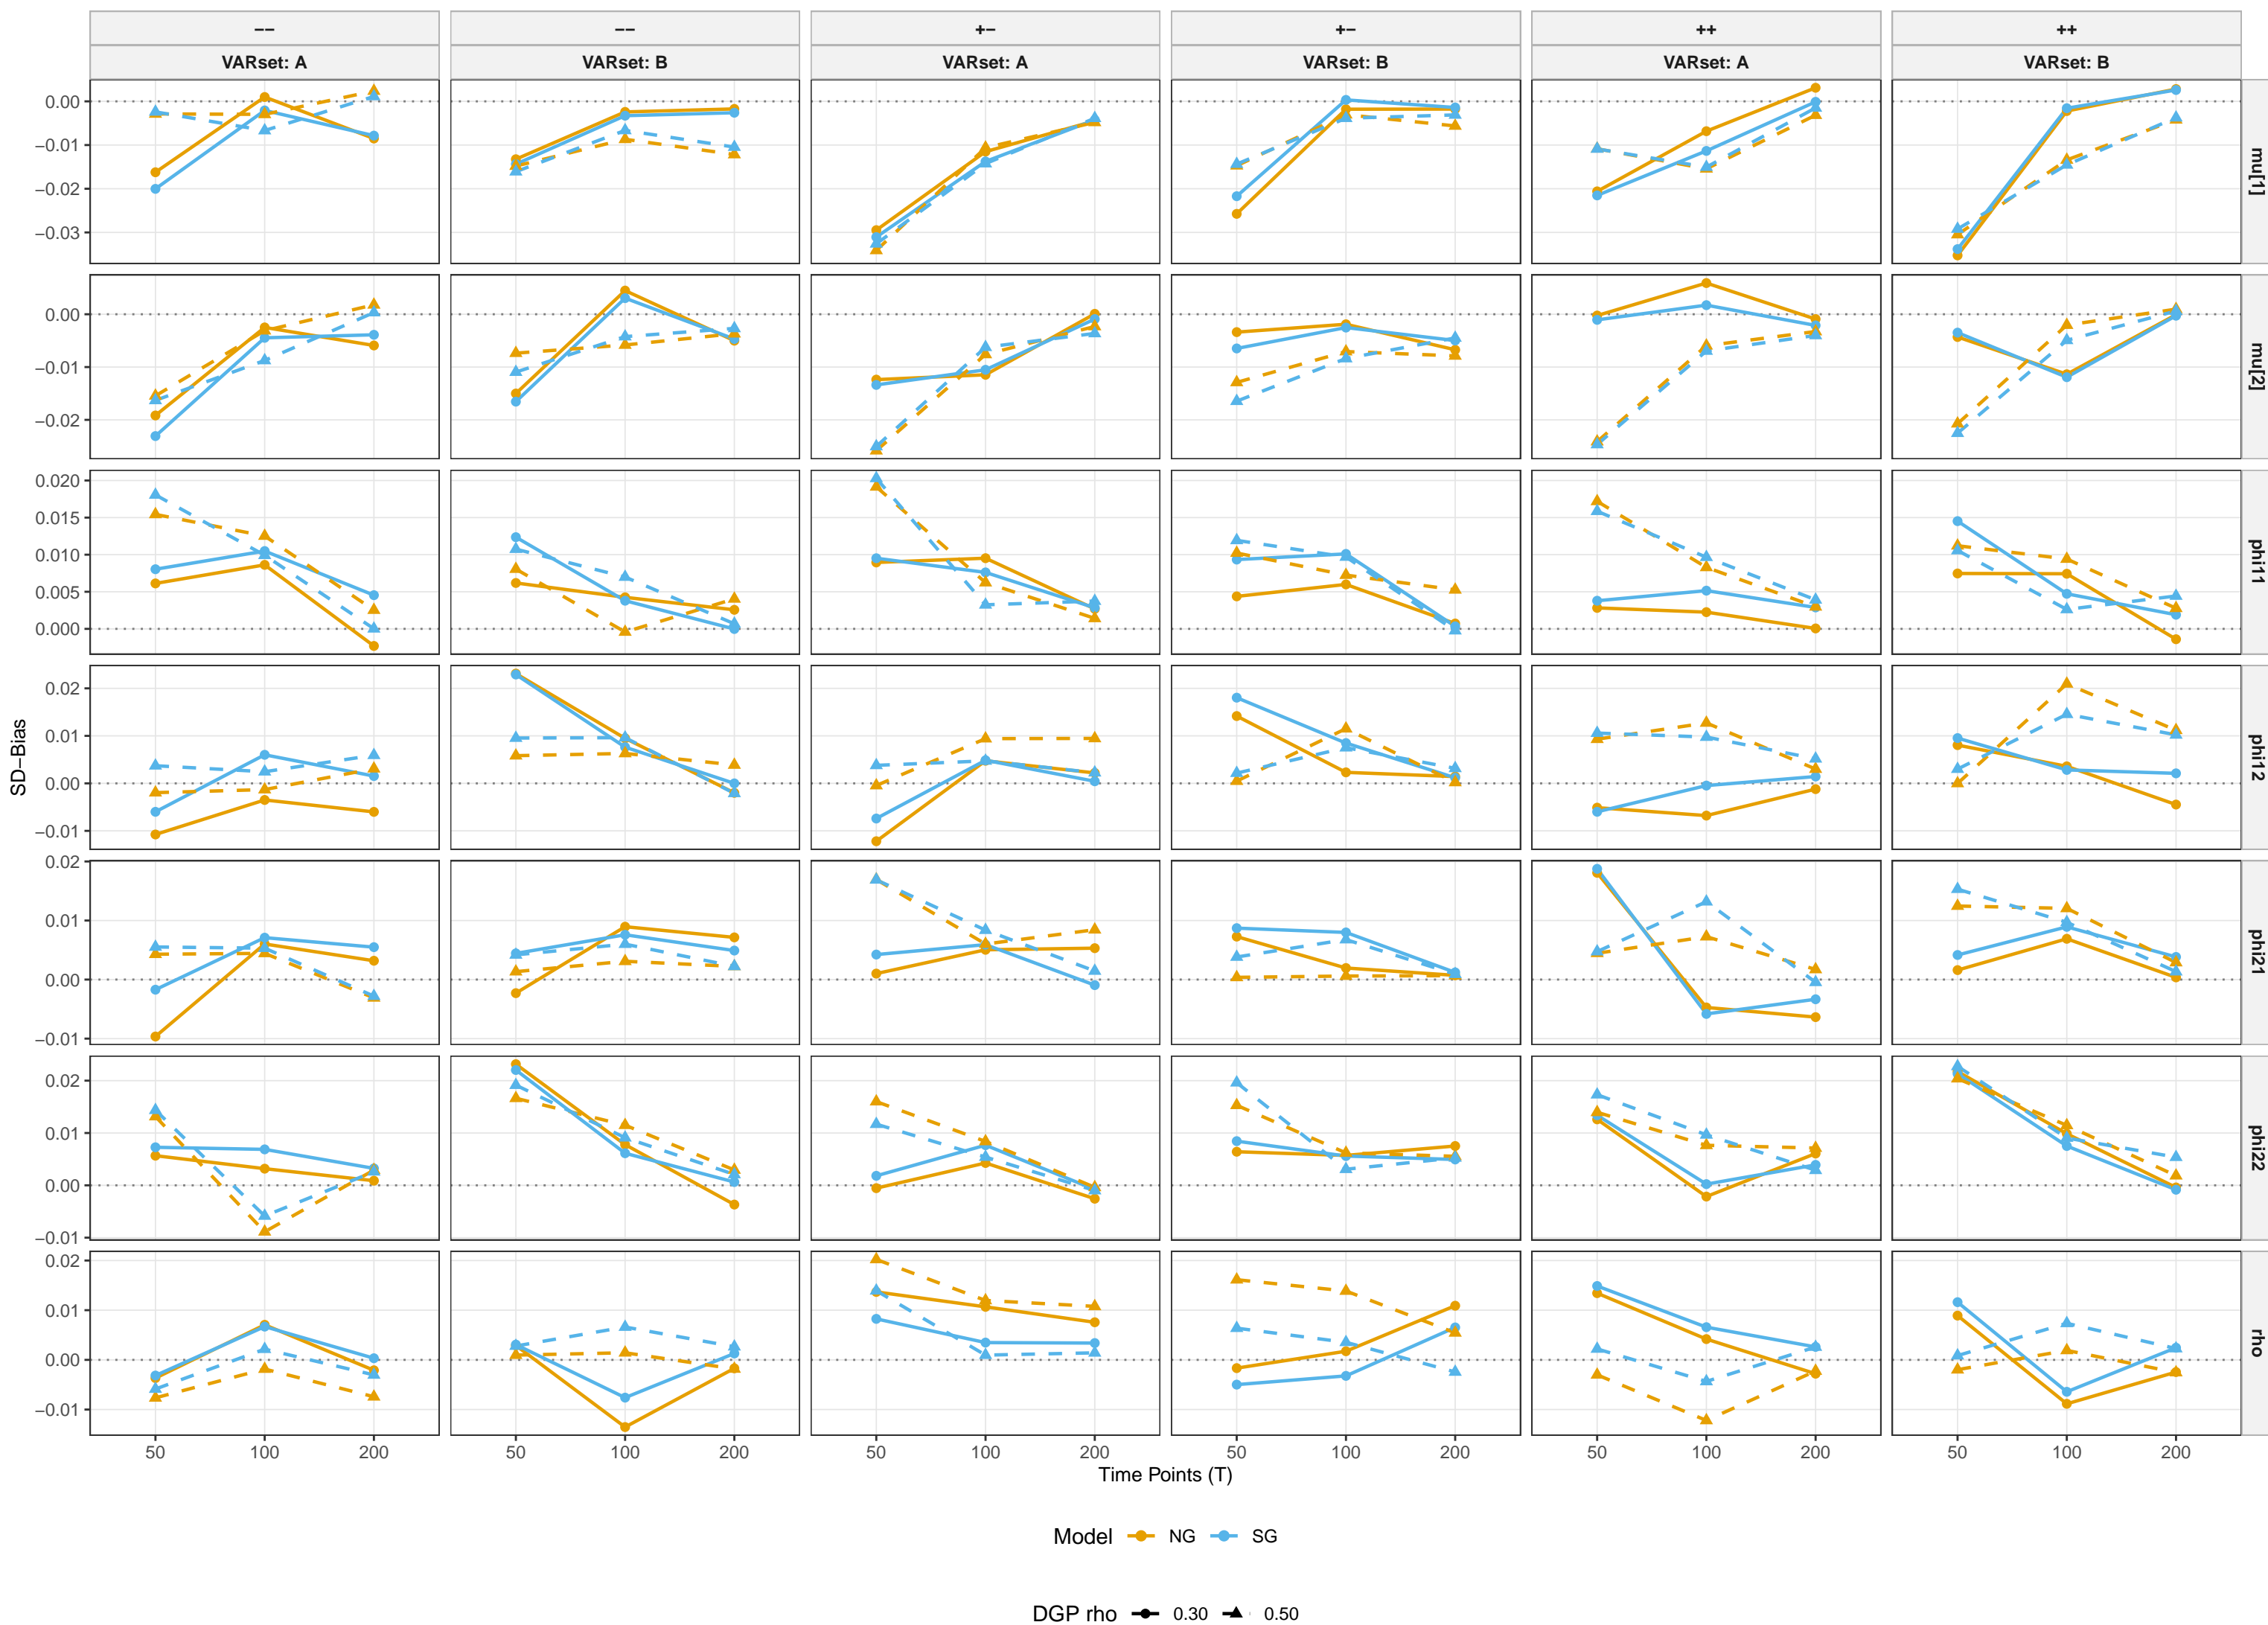 −− −− +− +− ++ ++
VARset: A VARset: B VARset: A VARset: B VARset: A VARset: B
0.00
−0.01
−0.02
−0.03
mu[1]
0.00
−0.01
−0.02
mu[2]
0.020
0.015
0.010
0.005
0.000
phi11
0.02
0.01
0.00
−0.01
phi12
0.02
0.01
0.00
−0.01
phi21
0.02
0.01
0.00
−0.01
phi22
0.02
0.01
0.00
−0.01
rho
SD−Bias
50 100 200 50 100 200 50 100 200 50 100 200 50 100 200 50 100 200
Time Points (T)
Model NG SG
DGP rho 0.30 0.50